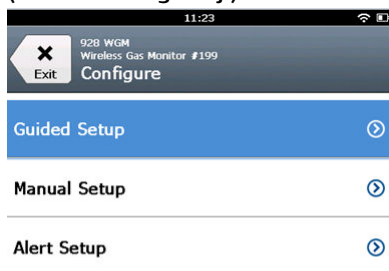 11:23
928 WGM
Wireless Gas Monitor #199
Exit
Configure
Guided Setup
Manual Setup
Alert Setup